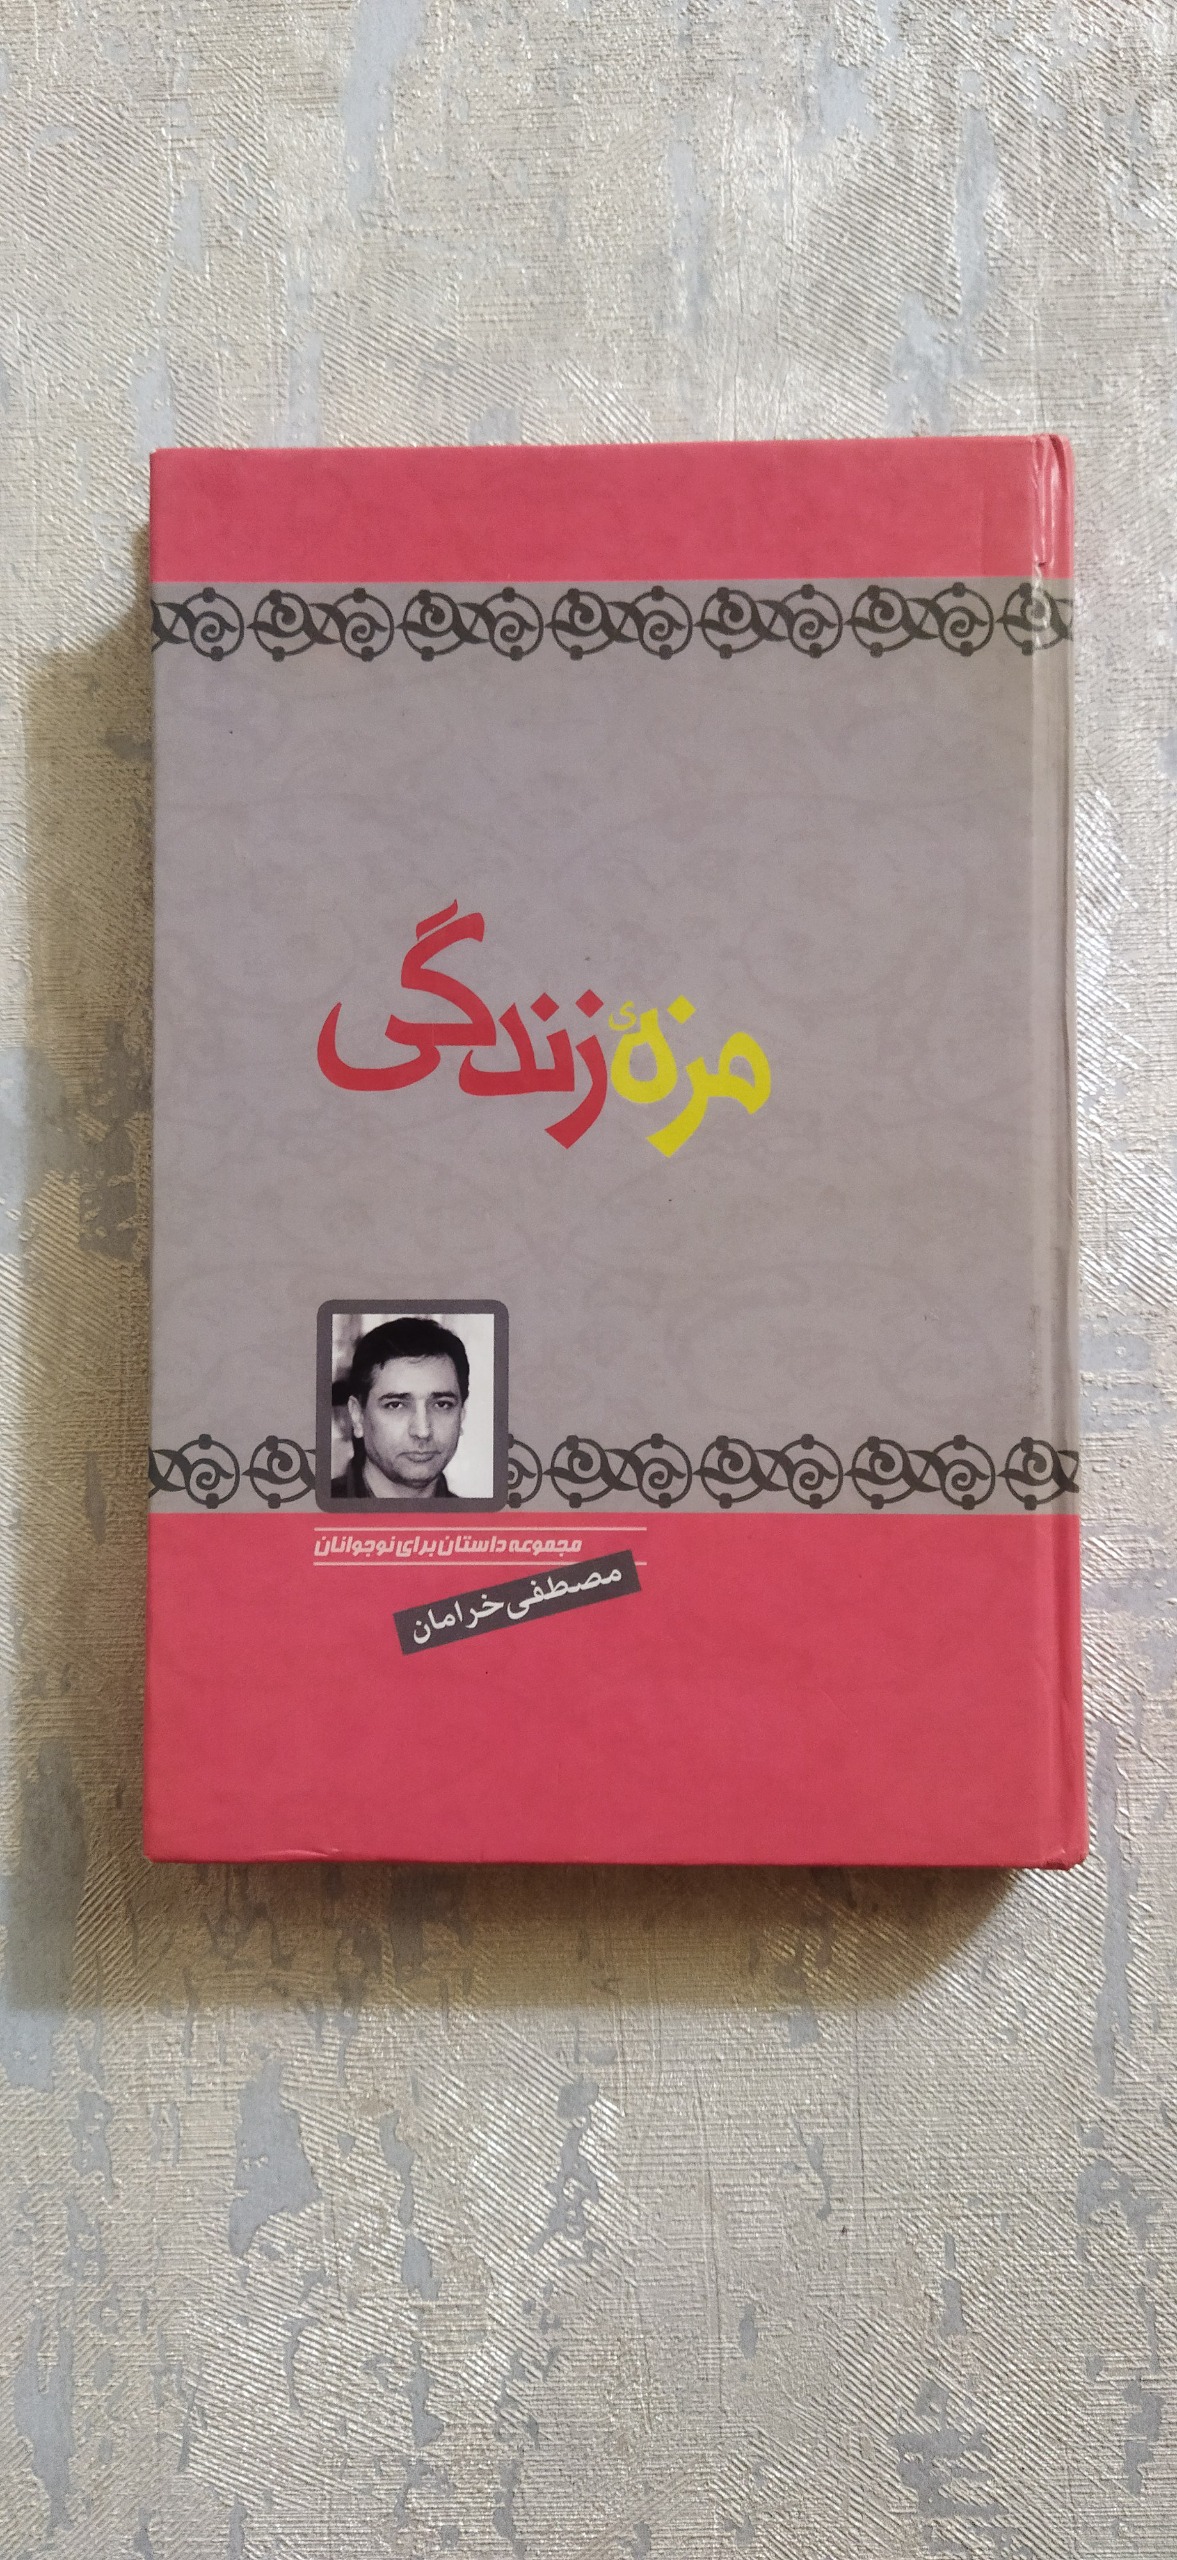 مزهٔ زندگی
مجموعه داستان برای نوجوانان
مصطفی خرامان